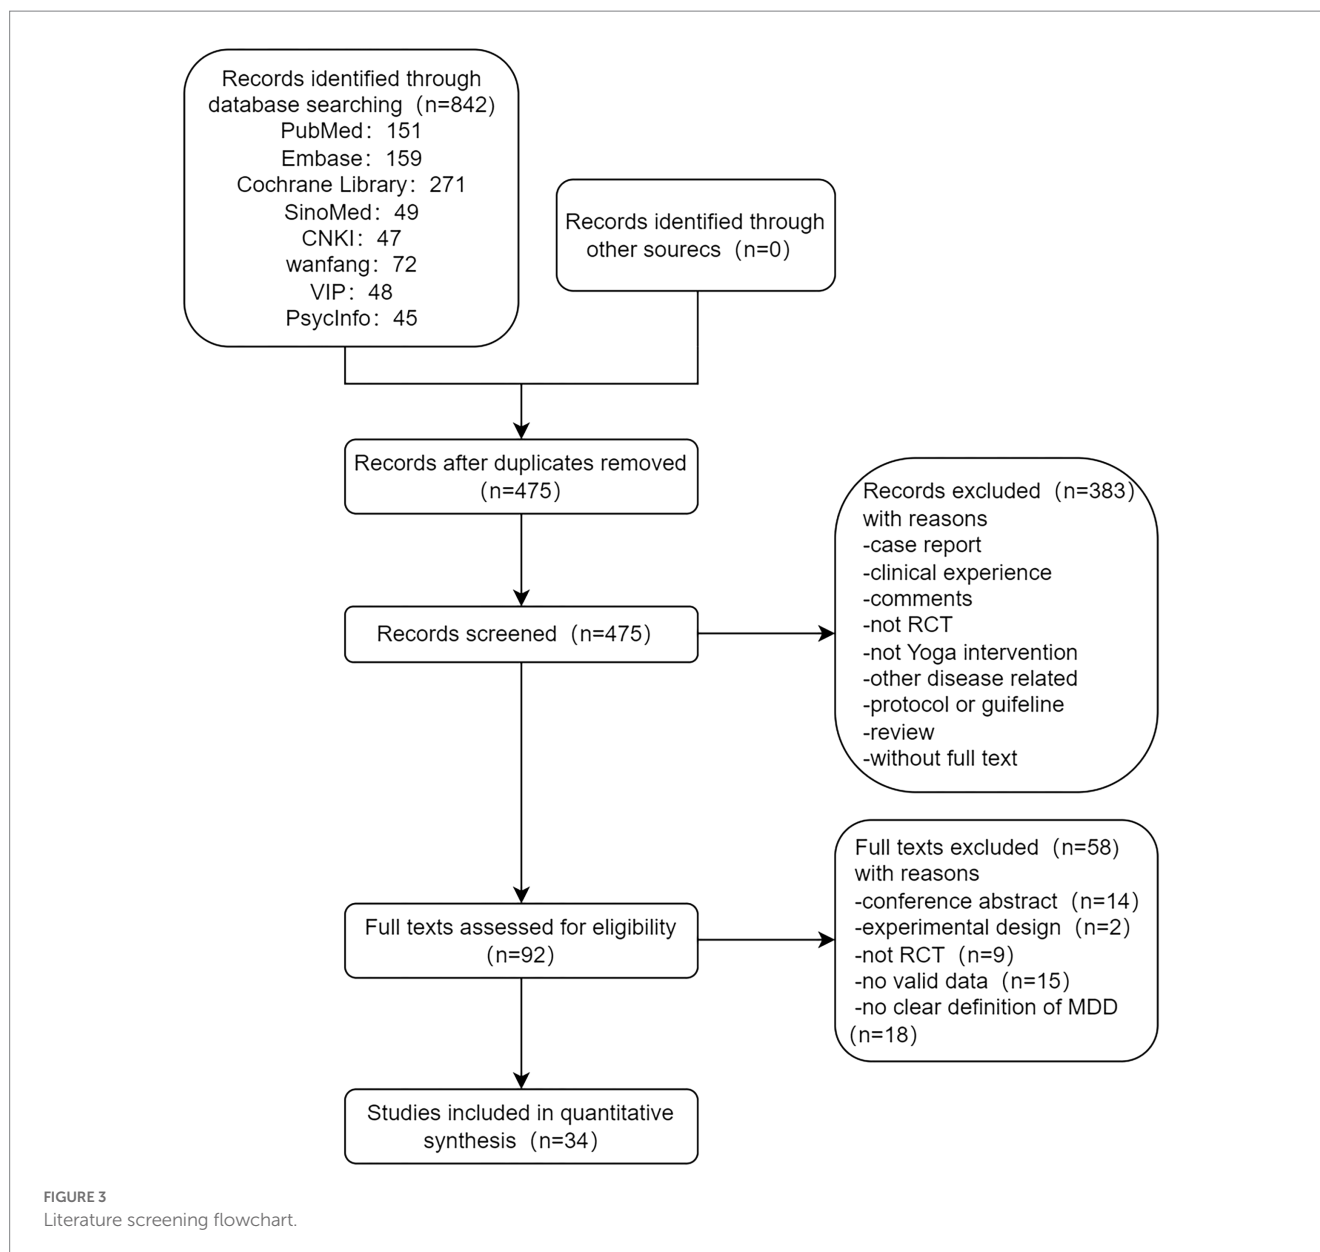 Records identified through
database searching（n=842）
PubMed：151
Embase：159
Cochrane Library：271
SinoMed：49
CNKI：47
wanfang：72
VIP：48
PsycInfo：45
Records identified through
other sourecs（n=0）
Records after duplicates removed
（n=475）
Records screened（n=475）
Records excluded（n=383）
with reasons
-case report
-clinical experience
-comments
-not RCT
-not Yoga intervention
-other disease related
-protocol or guifeline
-review
-without full text
Full texts assessed for eligibility
（n=92）
Full texts excluded（n=58）
with reasons
-conference abstract（n=14）
-experimental design（n=2）
-not RCT（n=9）
-no valid data（n=15）
-no clear definition of MDD
（n=18）
Studies included in quantitative
synthesis（n=34）
FIGURE 3
Literature screening flowchart.